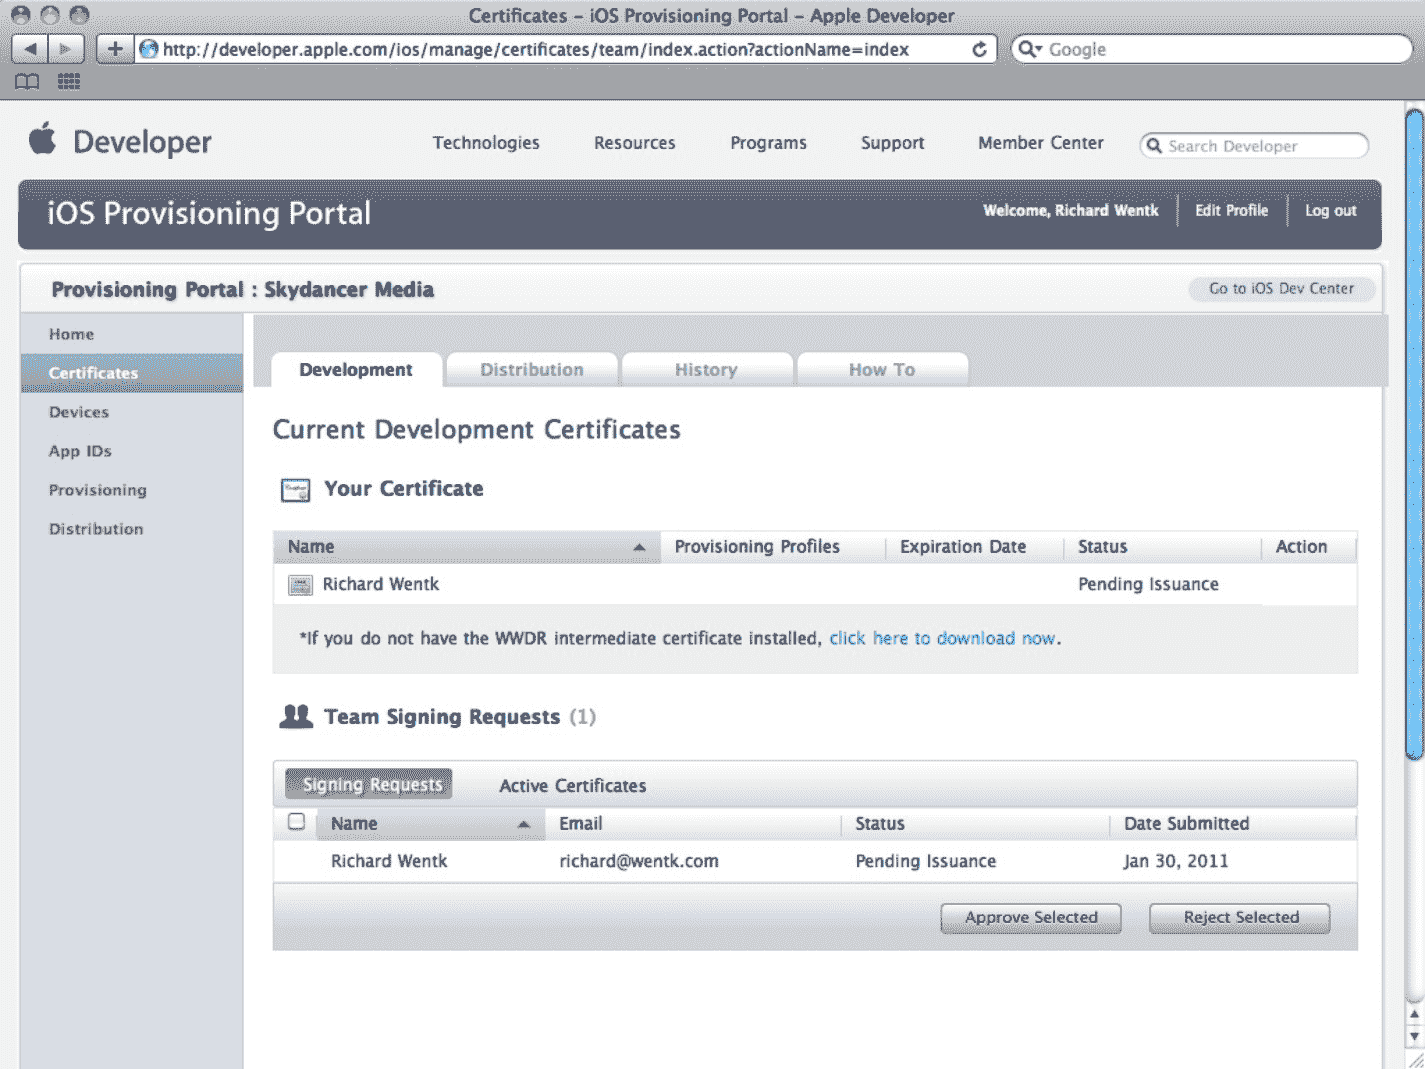 Certificates – iOS Provisioning Portal – Apple Developer
http://developer.apple.com/ios/manage/certificates/team/index.action?actionName=index
Google
Developer
Technologies Resources Programs Support Member Center Search Developer
iOS Provisioning Portal
Welcome, Richard Wentk Edit Profile Log out
Provisioning Portal : Skydancer Media
Go to iOS Dev Center
Home
Certificates
Devices
App IDs
Provisioning
Distribution
Development Distribution History How To
Current Development Certificates
Your Certificate
Name Provisioning Profiles Expiration Date Status Action
Richard Wentk Pending Issuance
*If you do not have the WWDR intermediate certificate installed, click here to download now.
Team Signing Requests (1)
Signing Requests Active Certificates
Name Email Status Date Submitted
Richard Wentk richard@wentk.com Pending Issuance Jan 30, 2011
Approve Selected Reject Selected